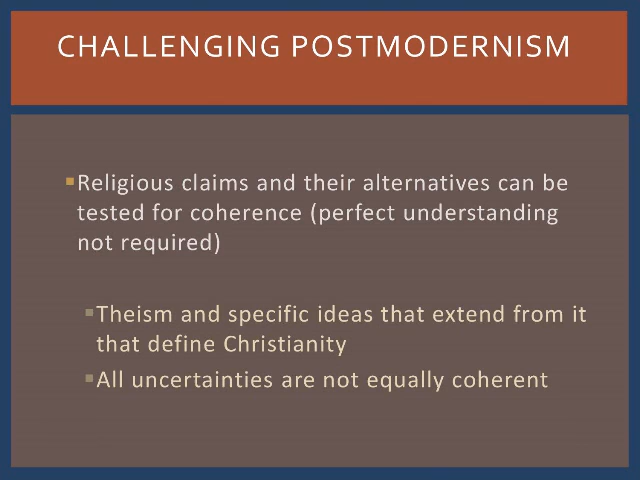 CHALLENGING POSTMODERNISM
▪Religious claims and their alternatives can be
tested for coherence (perfect understanding
not required)
▪Theism and specific ideas that extend from it
that define Christianity
▪All uncertainties are not equally coherent